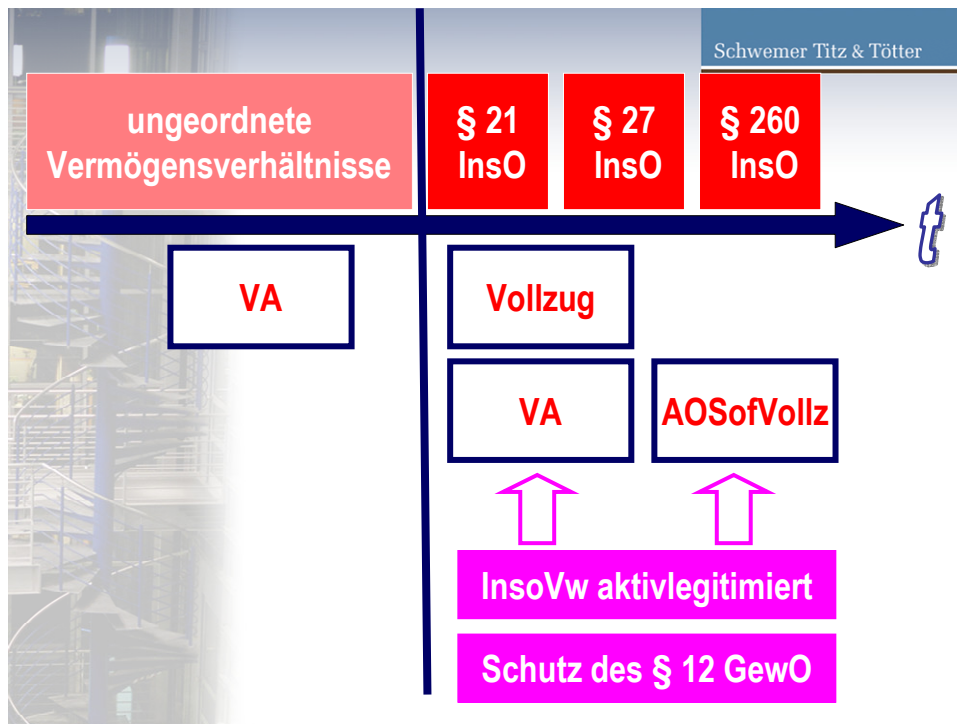 Schwemer Titz & Tötter
ungeordnete
Vermögensverhältnisse
§ 21
InsO
§ 27
InsO
§ 260
InsO
t
VA
Vollzug
VA
AOSofVollz
InsoVw aktivlegitimiert
Schutz des § 12 GewO